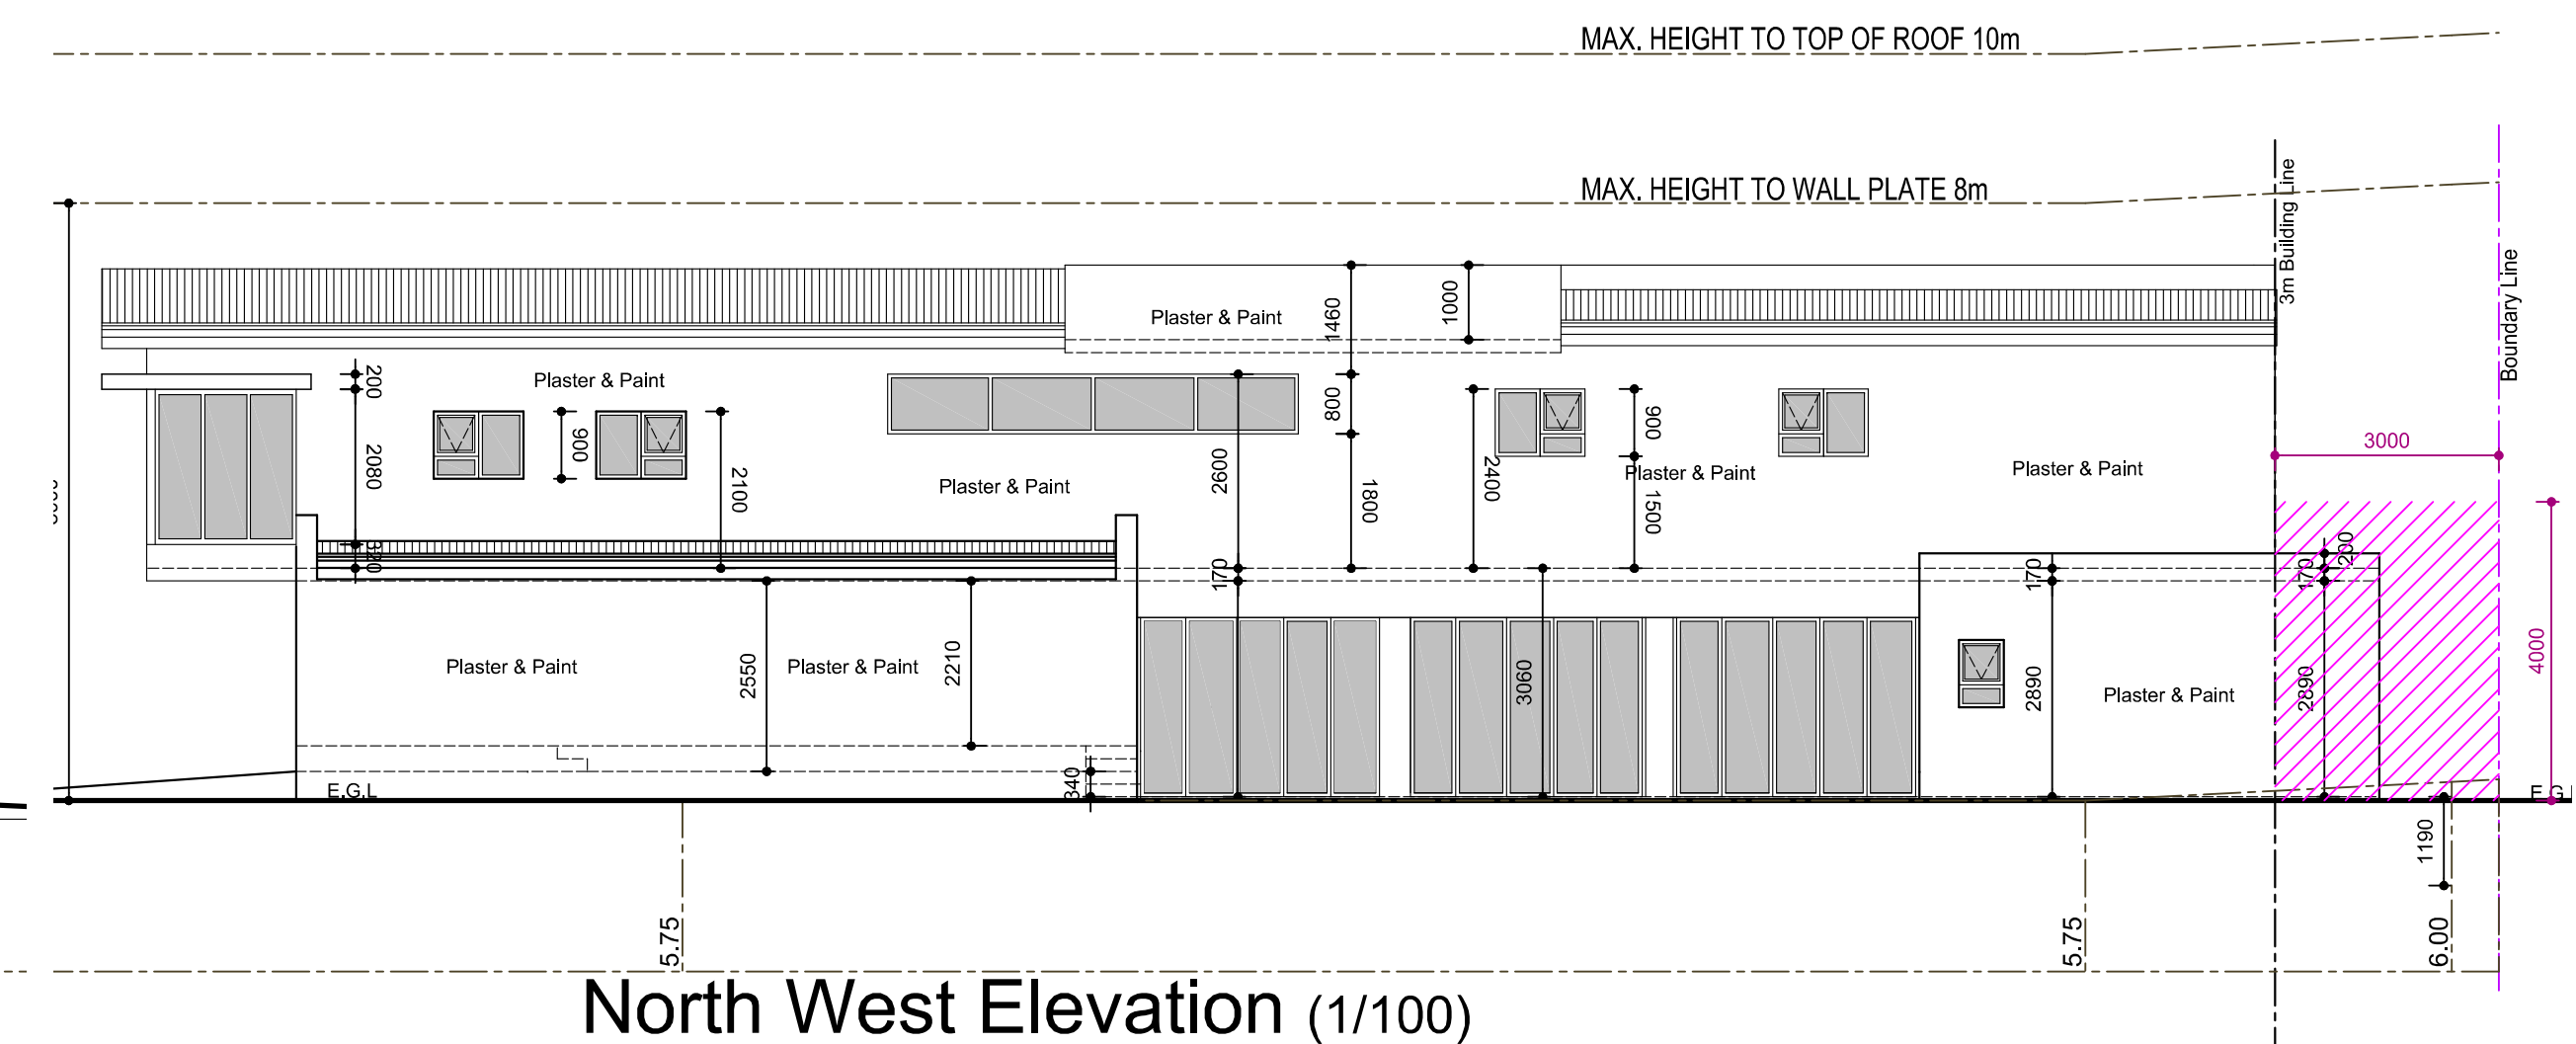 MAX. HEIGHT TO TOP OF ROOF 10m
MAX. HEIGHT TO WALL PLATE 8m
3m Building Line
Boundary Line
Plaster & Paint
1460
1000
200
Plaster & Paint
900
2080
2100
320
800
2690
1800
Plaster & Paint
2400
900
Plaster & Paint
1500
Plaster & Paint
3000
4000
200
170
170
170
Plaster & Paint
2550
Plaster & Paint
2210
3060
2890
Plaster & Paint
2890
340
E.G.L
1190
5.75
5.75
6.00
North West Elevation (1/100)